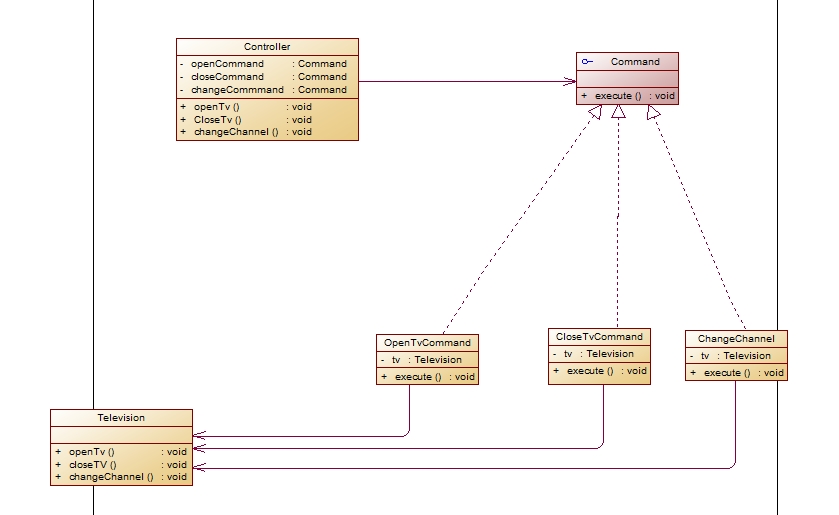 Controller
- openCommand : Command
- closeCommand : Command
- changeCommmand : Command
+ openTv () : void
+ CloseTv () : void
+ changeChannel () : void
Command
+ execute () : void
OpenTvCommand
- tv : Television
+ execute () : void
CloseTvCommand
- tv : Television
+ execute () : void
ChangeChannel
- tv : Television
+ execute () : void
Television
+ openTv () : void
+ closeTV () : void
+ changeChannel () : void